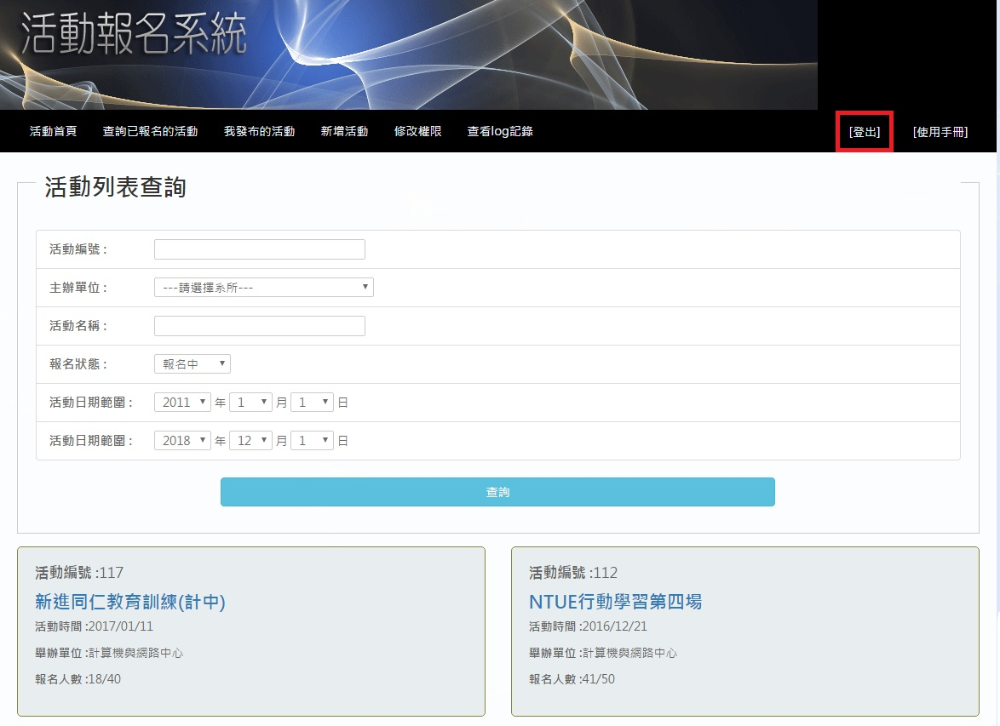 活動報名系統
活動首頁 查詢已報名的活動 我發布的活動 新增活動 修改權限 查看log記錄 [登出] [使用手冊]
活動列表查詢
活動編號 :
主辦單位 : ---請選擇系所---
活動名稱 :
報名狀態 : 報名中
活動日期範圍 : 2011 年 1 月 1 日
活動日期範圍 : 2018 年 12 月 1 日
查詢
活動編號 :117
新進同仁教育訓練(計中)
活動時間 :2017/01/11
舉辦單位 :計算機與網路中心
報名人數 :18/40
活動編號 :112
NTUE行動學習第四場
活動時間 :2016/12/21
舉辦單位 :計算機與網路中心
報名人數 :41/50